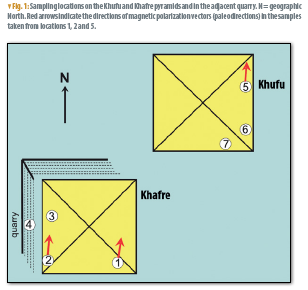 ▼ Fig. 1: Sampling locations on the Khufu and Khafre pyramids and in the adjacent quarry. N = geographic
North. Red arrows indicate the directions of magnetic polarization vectors (paleodirections) in the samples
taken from locations 1, 2 and 5.
N
5
Khufu
6
7
Khafre
3
4
quarry
2
1